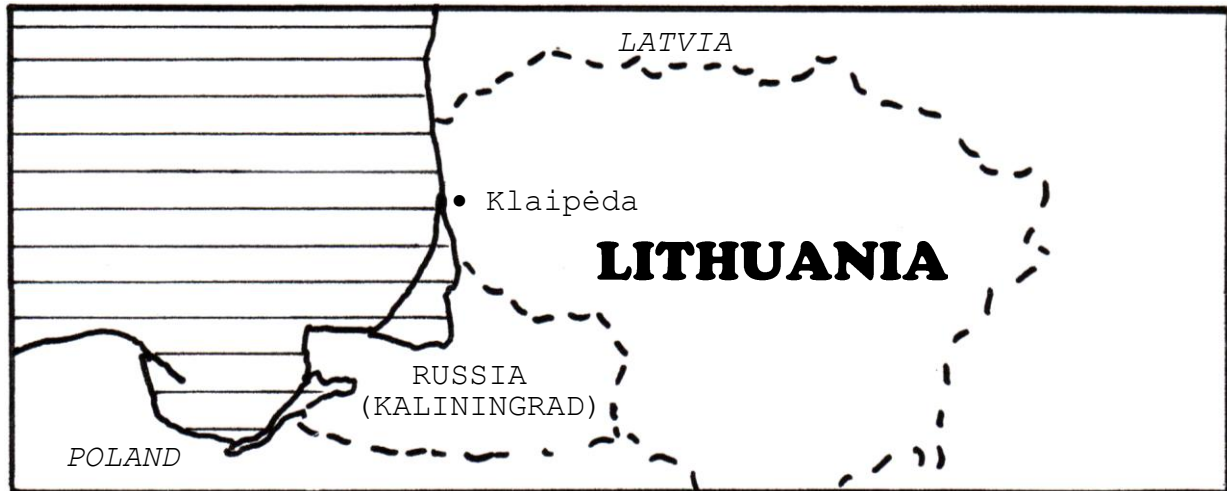 LATVIA
Klaipėda
LITHUANIA
RUSSIA
(KALININGRAD)
POLAND